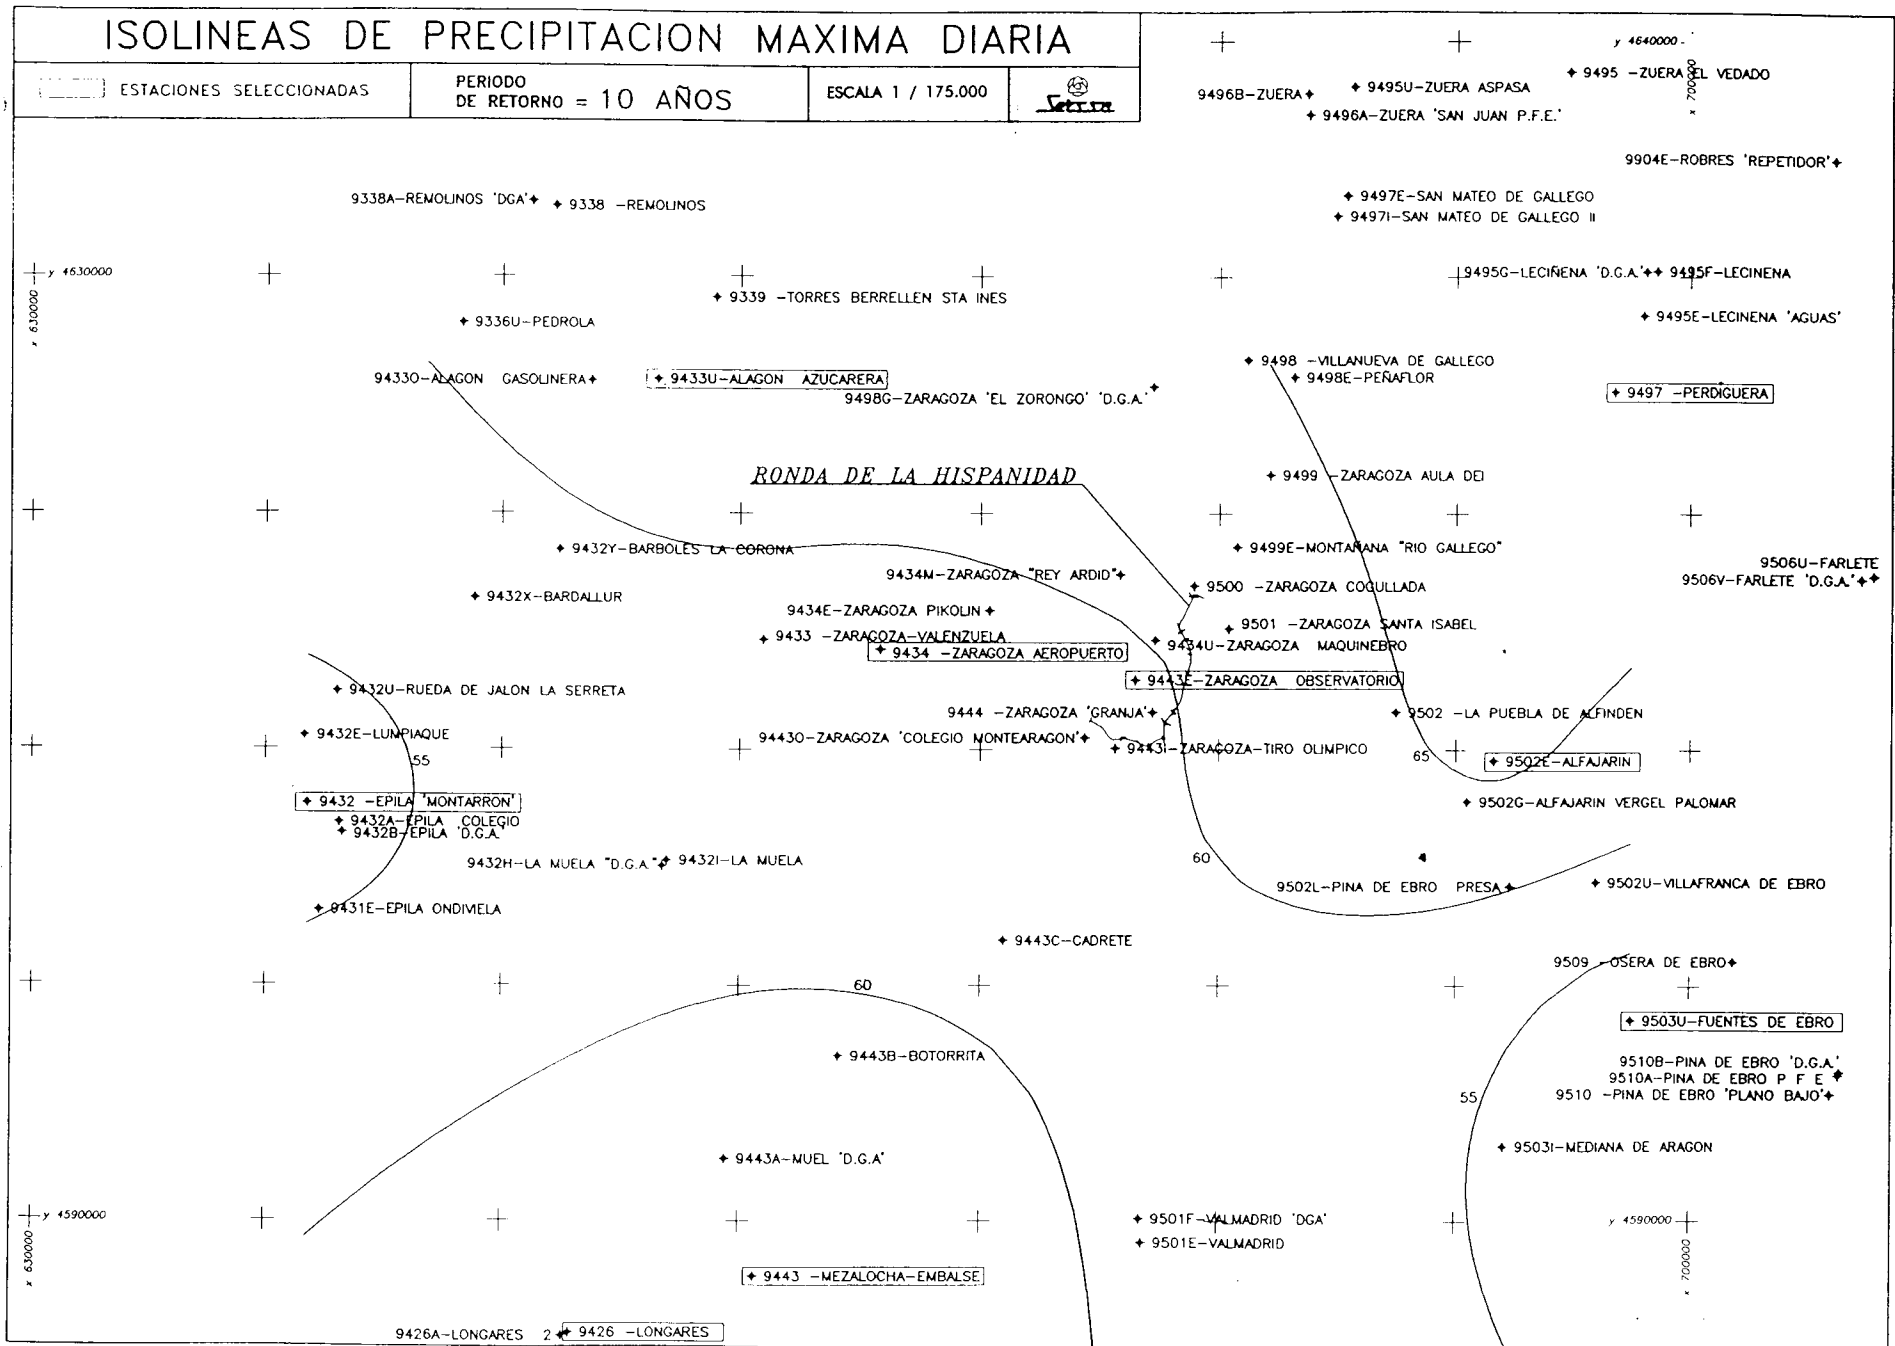 ISOLINEAS DE PRECIPITACION MAXIMA DIARIA
ESTACIONES SELECCIONADAS
PERIODO
DE RETORNO = 10 AÑOS
ESCALA 1 / 175.000
y 4640000
x 700000
9495 -ZUERA EL VEDADO
9496B-ZUERA
9495U-ZUERA ASPASA
9496A-ZUERA 'SAN JUAN P.F.E.'
9904E-ROBRES 'REPETIDOR'
9338A-REMOLINOS 'DGA'
9338 -REMOLINOS
9497E-SAN MATEO DE GALLEGO
9497I-SAN MATEO DE GALLEGO II
y 4630000
x 630000
9495G-LECIÑENA 'D.G.A.'
9495F-LECINENA
9339 -TORRES BERRELLEN STA INES
9336U-PEDROLA
9495E-LECINENA 'AGUAS'
9498 -VILLANUEVA DE GALLEGO
9498E-PEÑAFLOR
9433O-ALAGON GASOLINERA
9433U-ALAGON AZUCARERA
9498G-ZARAGOZA 'EL ZORONGO' 'D.G.A.'
9497 -PERDIGUERA
RONDA DE LA HISPANIDAD
9499 -ZARAGOZA AULA DEI
9432Y-BARBOLES LA CORONA
9499E-MONTAÑANA "RIO GALLEGO"
9506U-FARLETE
9434M-ZARAGOZA "REY ARDID"
9506V-FARLETE 'D.G.A.'
9432X-BARDALLUR
9500 -ZARAGOZA COGULLADA
9434E-ZARAGOZA PIKOLIN
9501 -ZARAGOZA SANTA ISABEL
9433 -ZARAGOZA-VALENZUELA
9434U-ZARAGOZA MAQUINEBRO
9434 -ZARAGOZA AEROPUERTO
9443E-ZARAGOZA OBSERVATORIO
9432U-RUEDA DE JALON LA SERRETA
9444 -ZARAGOZA 'GRANJA'
9502 -LA PUEBLA DE ALFINDEN
9432E-LUMPIAQUE
9443O-ZARAGOZA 'COLEGIO MONTEARAGON'
9443I-ZARAGOZA-TIRO OLIMPICO
55
65
9502E-ALFAJARIN
9432 -EPILA 'MONTARRON'
9502G-ALFAJARIN VERGEL PALOMAR
9432A-EPILA COLEGIO
9432B-EPILA 'D.G.A.'
9432H-LA MUELA "D.G.A."
9432I-LA MUELA
60
9502L-PINA DE EBRO PRESA
9502U-VILLAFRANCA DE EBRO
9431E-EPILA ONDIVIELA
9443C-CADRETE
9509 -OSERA DE EBRO
60
9503U-FUENTES DE EBRO
9443B-BOTORRITA
9510B-PINA DE EBRO 'D.G.A.'
9510A-PINA DE EBRO P F E
9510 -PINA DE EBRO 'PLANO BAJO'
55
9503I-MEDIANA DE ARAGON
9443A-MUEL 'D.G.A'
y 4590000
x 630000
9501F-VALMADRID 'DGA'
y 4590000
x 700000
9501E-VALMADRID
9443 -MEZALOCHA-EMBALSE
9426A-LONGARES 2
9426 -LONGARES